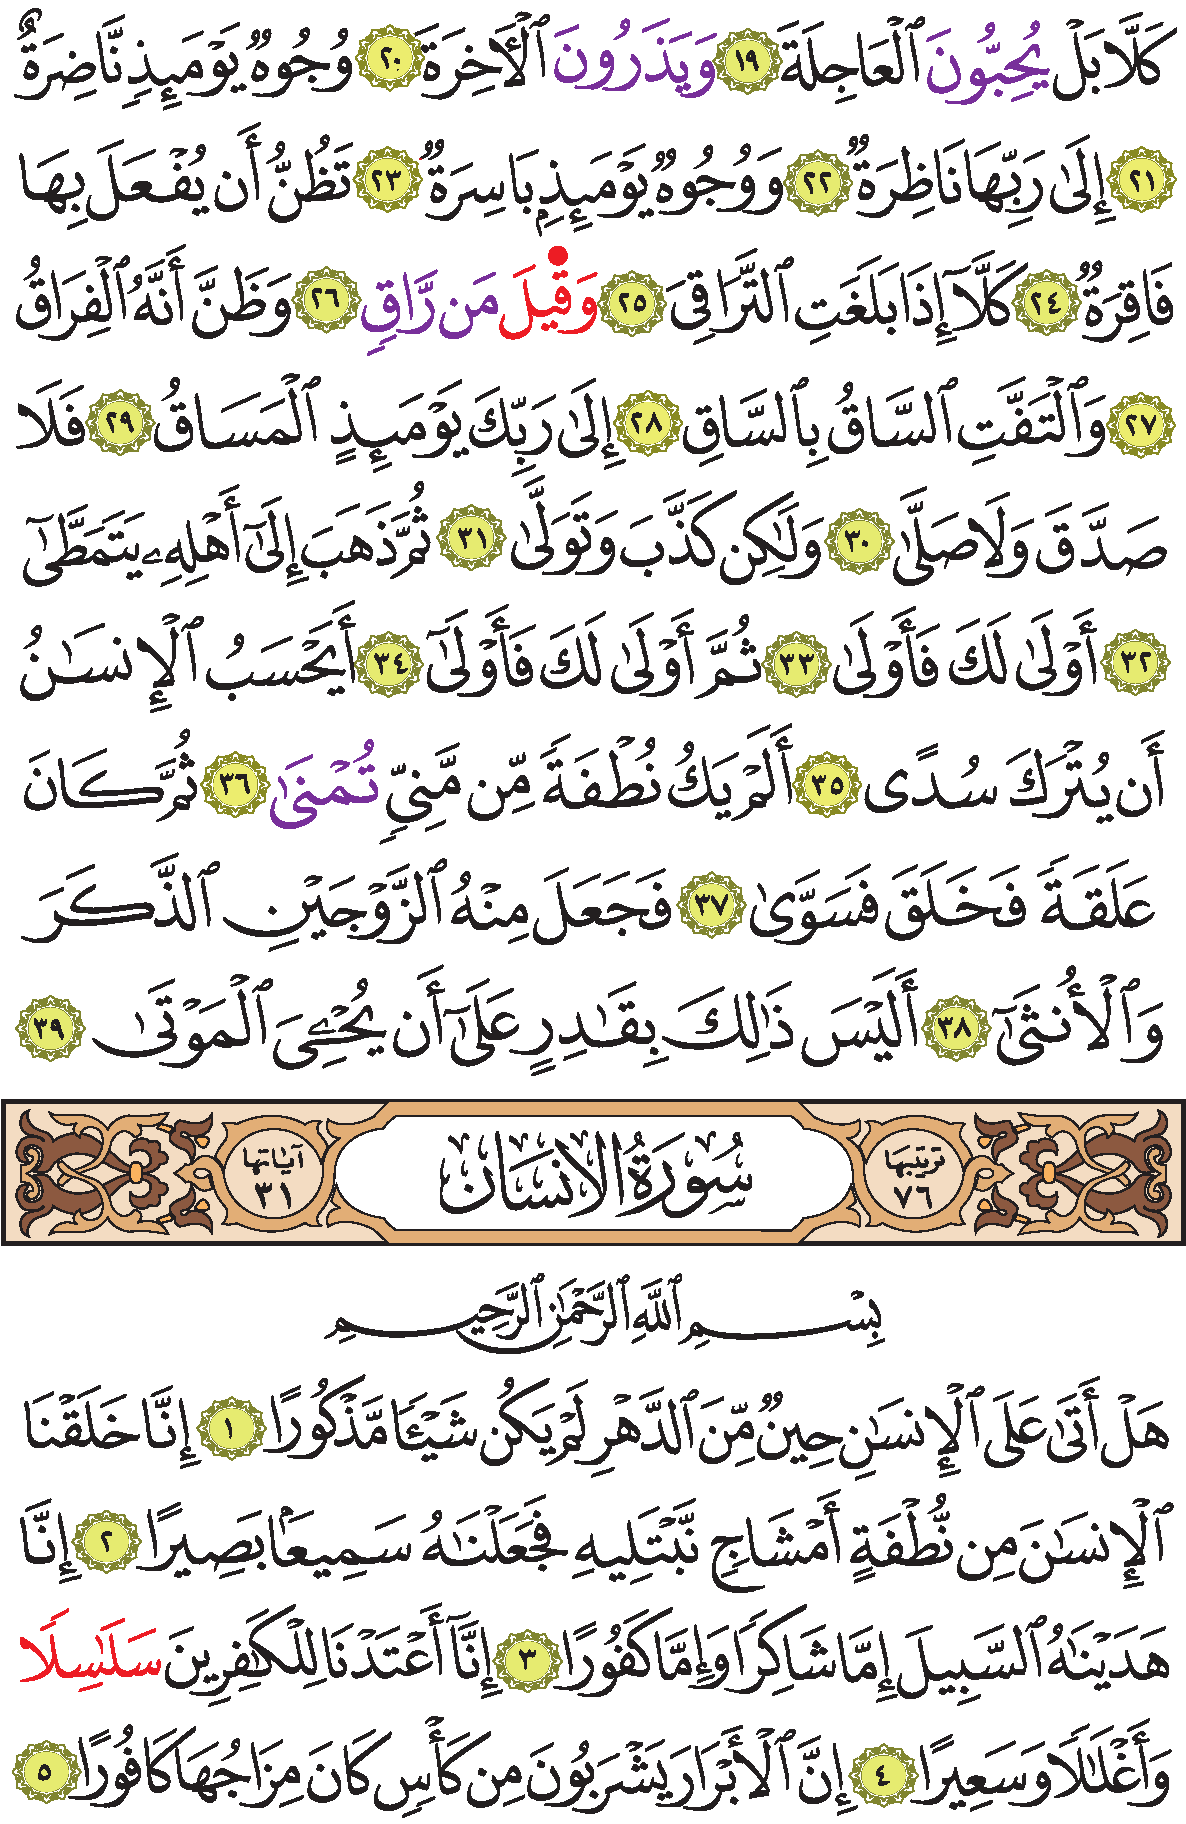 كَلَّا بَلْ يُحِبُّونَ ٱلْعَاجِلَةَ ١٩ وَيَذَرُونَ ٱلْأَخِرَةَ ٢٠ وُجُوهٌ يَوْمَئِذٖ نَّاضِرَةٌ
٢١ إِلَىٰ رَبِّهَا نَاظِرَةٞ ٢٢ وَوُجُوهٞ يَوْمَئِذِۭ بَاسِرَةٞ ٢٣ تَظُنُّ أَن يُفْعَلَ بِهَا
فَاقِرَةٞ ٢٤ كَلَّآ إِذَا بَلَغَتِ ٱلتَّرَاقِيَ ٢٥ وَقِيلَ مَن رَّاقٖ ٢٦ وَظَنَّ أَنَّهُ ٱلْفِرَاقُ
٢٧ وَٱلْتَفَّتِ ٱلسَّاقُ بِٱلسَّاقِ ٢٨ إِلَىٰ رَبِّكَ يَوْمَئِذٍ ٱلْمَسَاقُ ٢٩ فَلَا
صَدَّقَ وَلَا صَلَّىٰ ٣٠ وَلَٰكِن كَذَّبَ وَتَوَلَّىٰ ٣١ ثُمَّ ذَهَبَ إِلَىٰٓ أَهْلِهِۦ يَتَمَطَّىٰٓ
٣٢ أَوْلَىٰ لَكَ فَأَوْلَىٰ ٣٣ ثُمَّ أَوْلَىٰ لَكَ فَأَوْلَىٰٓ ٣٤ أَيَحْسَبُ ٱلْإِنسَٰنُ
أَن يُتْرَكَ سُدًى ٣٥ أَلَمْ يَكُ نُطْفَةً مِّن مَّنِيّٖ تُمْنَىٰ ٣٦ ثُمَّ كَانَ
عَلَقَةً فَخَلَقَ فَسَوَّىٰ ٣٧ فَجَعَلَ مِنْهُ ٱلزَّوْجَيْنِ ٱلذَّكَرَ
وَٱلْأُنثَىٰٓ ٣٨ أَلَيْسَ ذَٰلِكَ بِقَٰدِرٍ عَلَىٰٓ أَن يُحْـِۧيَ ٱلْمَوْتَىٰ ٣٩
ترتيبها ٧٦ سُورَةُ الإِنسَان آيَاتها ٣١
بِسْمِ ٱللَّهِ ٱلرَّحْمَٰنِ ٱلرَّحِيمِ
هَلْ أَتَىٰ عَلَى ٱلْإِنسَٰنِ حِينٞ مِّنَ ٱلدَّهْرِ لَمْ يَكُن شَيْـًٔا مَّذْكُورًا ١ إِنَّا خَلَقْنَا
ٱلْإِنسَٰنَ مِن نُّطْفَةٍ أَمْشَاجٖ نَّبْتَلِيهِ فَجَعَلْنَٰهُ سَمِيعَۢا بَصِيرًا ٢ إِنَّا
هَدَيْنَٰهُ ٱلسَّبِيلَ إِمَّا شَاكِرٗا وَإِمَّا كَفُورًا ٣ إِنَّآ أَعْتَدْنَا لِلْكَٰفِرِينَ سَلَٰسِلًا
وَأَغْلَٰلٗا وَسَعِيرًا ٤ إِنَّ ٱلْأَبْرَارَ يَشْرَبُونَ مِن كَأْسٖ كَانَ مِزَاجُهَا كَافُورًا ٥